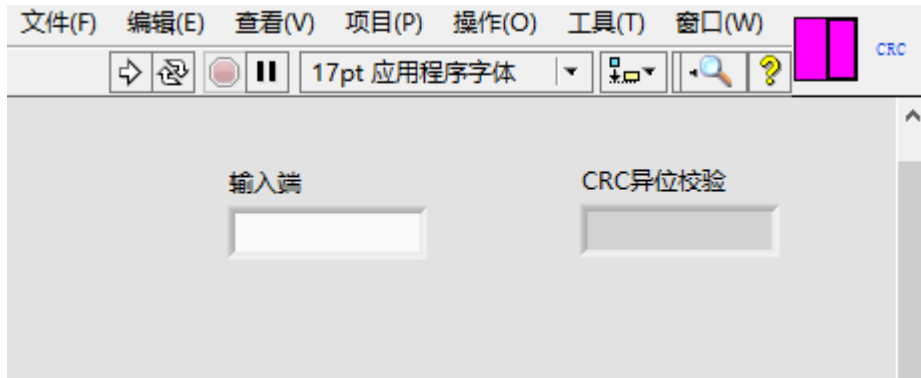 文件(F) 编辑(E) 查看(V) 项目(P) 操作(O) 工具(T) 窗口(W)
CRC
17pt 应用程序字体
输入端 CRC异位校验